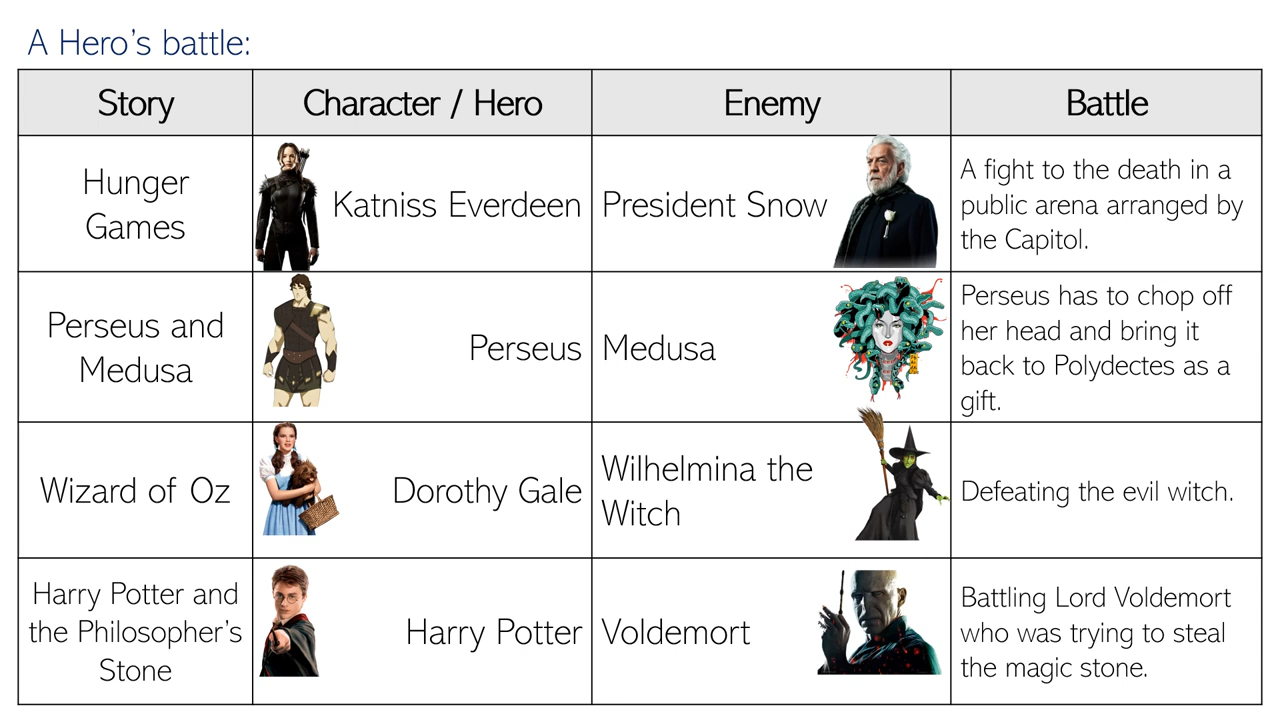 A Hero's battle:
Story
Character / Hero
Enemy
Battle
Hunger
Games
Katniss Everdeen
President Snow
A fight to the death in a
public arena arranged by
the Capitol.
Perseus and
Medusa
Perseus
Medusa
Perseus has to chop off
her head and bring it
back to Polydectes as a
gift.
Wizard of Oz
Dorothy Gale
Wilhelmina the
Witch
Defeating the evil witch.
Harry Potter and
the Philosopher's
Stone
Harry Potter
Voldemort
Battling Lord Voldemort
who was trying to steal
the magic stone.